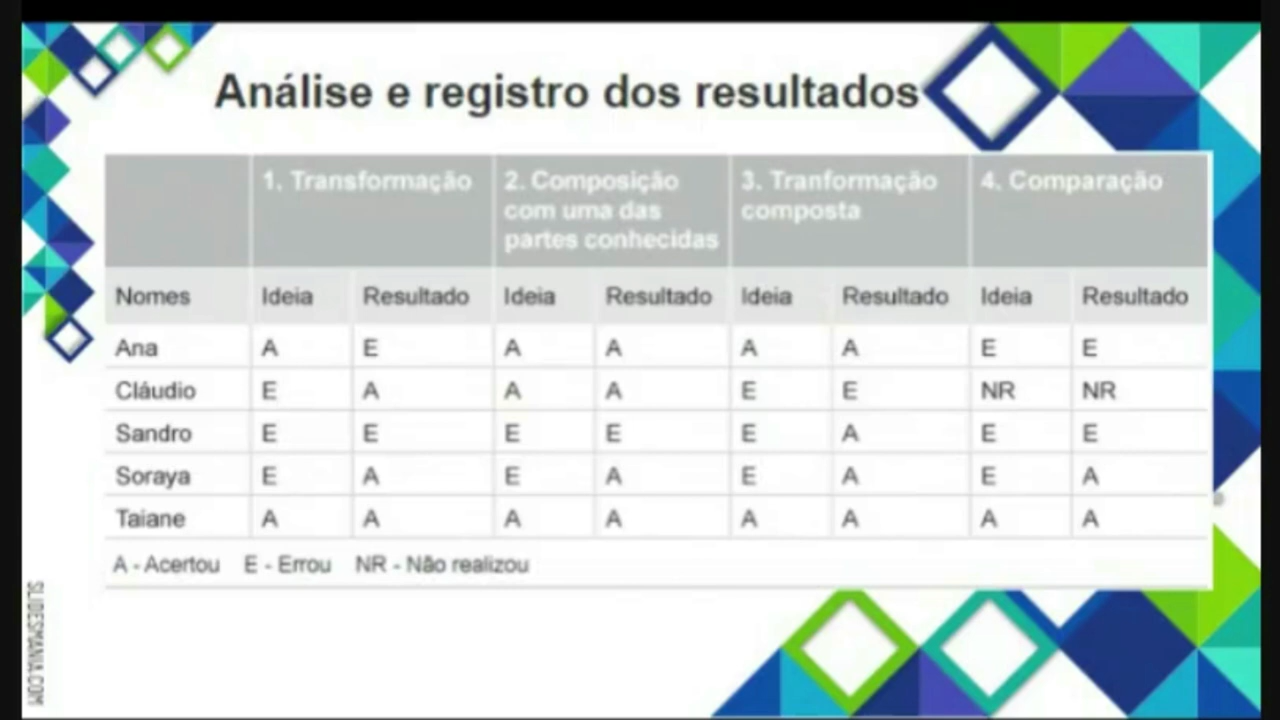 Análise e registro dos resultados
1. Transformação 2. Composição com uma das partes conhecidas 3. Tranformação composta 4. Comparação
Nomes Ideia Resultado Ideia Resultado Ideia Resultado Ideia Resultado
Ana A E A A A A E E
Cláudio E A A A E E NR NR
Sandro E E E E E A E E
Soraya E A E A E A E A
Taiane A A A A A A A A
A - Acertou E - Errou NR - Não realizou
SLIDESMANIA.COM